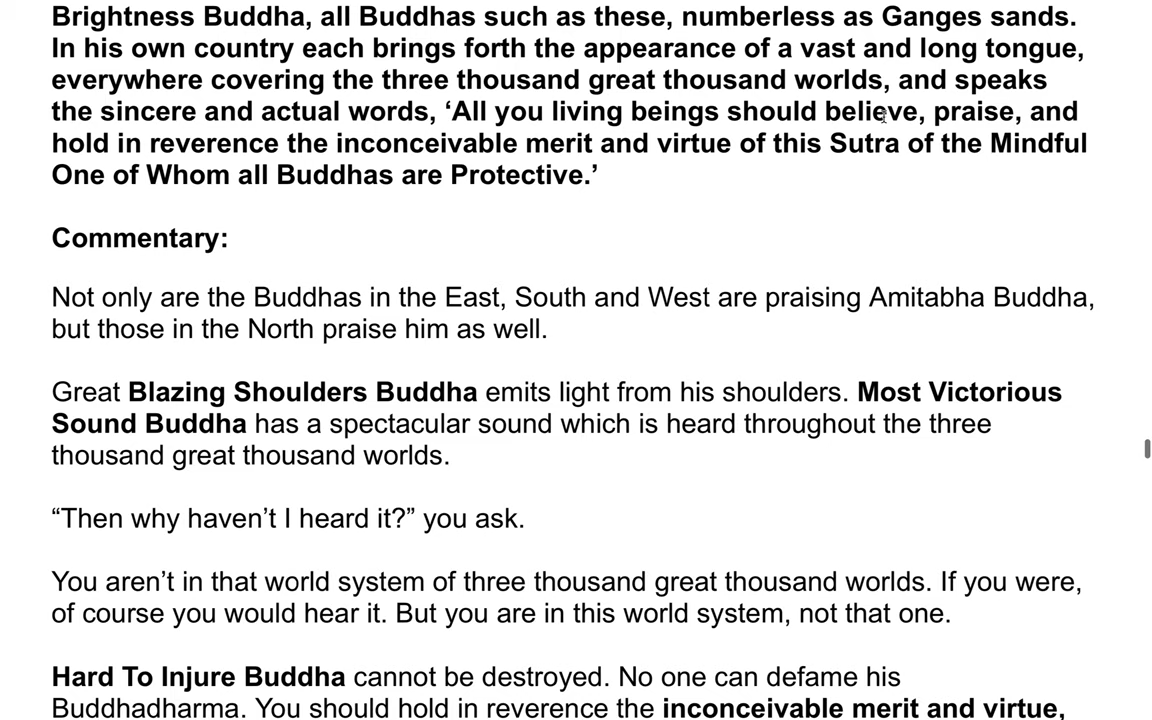 Brightness Buddha, all Buddhas such as these, numberless as Ganges sands.
In his own country each brings forth the appearance of a vast and long tongue,
everywhere covering the three thousand great thousand worlds, and speaks
the sincere and actual words, ‘All you living beings should believe, praise, and
hold in reverence the inconceivable merit and virtue of this Sutra of the Mindful
One of Whom all Buddhas are Protective.’
Commentary:
Not only are the Buddhas in the East, South and West are praising Amitabha Buddha,
but those in the North praise him as well.
Great Blazing Shoulders Buddha emits light from his shoulders. Most Victorious
Sound Buddha has a spectacular sound which is heard throughout the three
thousand great thousand worlds.
“Then why haven’t I heard it?” you ask.
You aren’t in that world system of three thousand great thousand worlds. If you were,
of course you would hear it. But you are in this world system, not that one.
Hard To Injure Buddha cannot be destroyed. No one can defame his
Buddhadharma. You should hold in reverence the inconceivable merit and virtue,